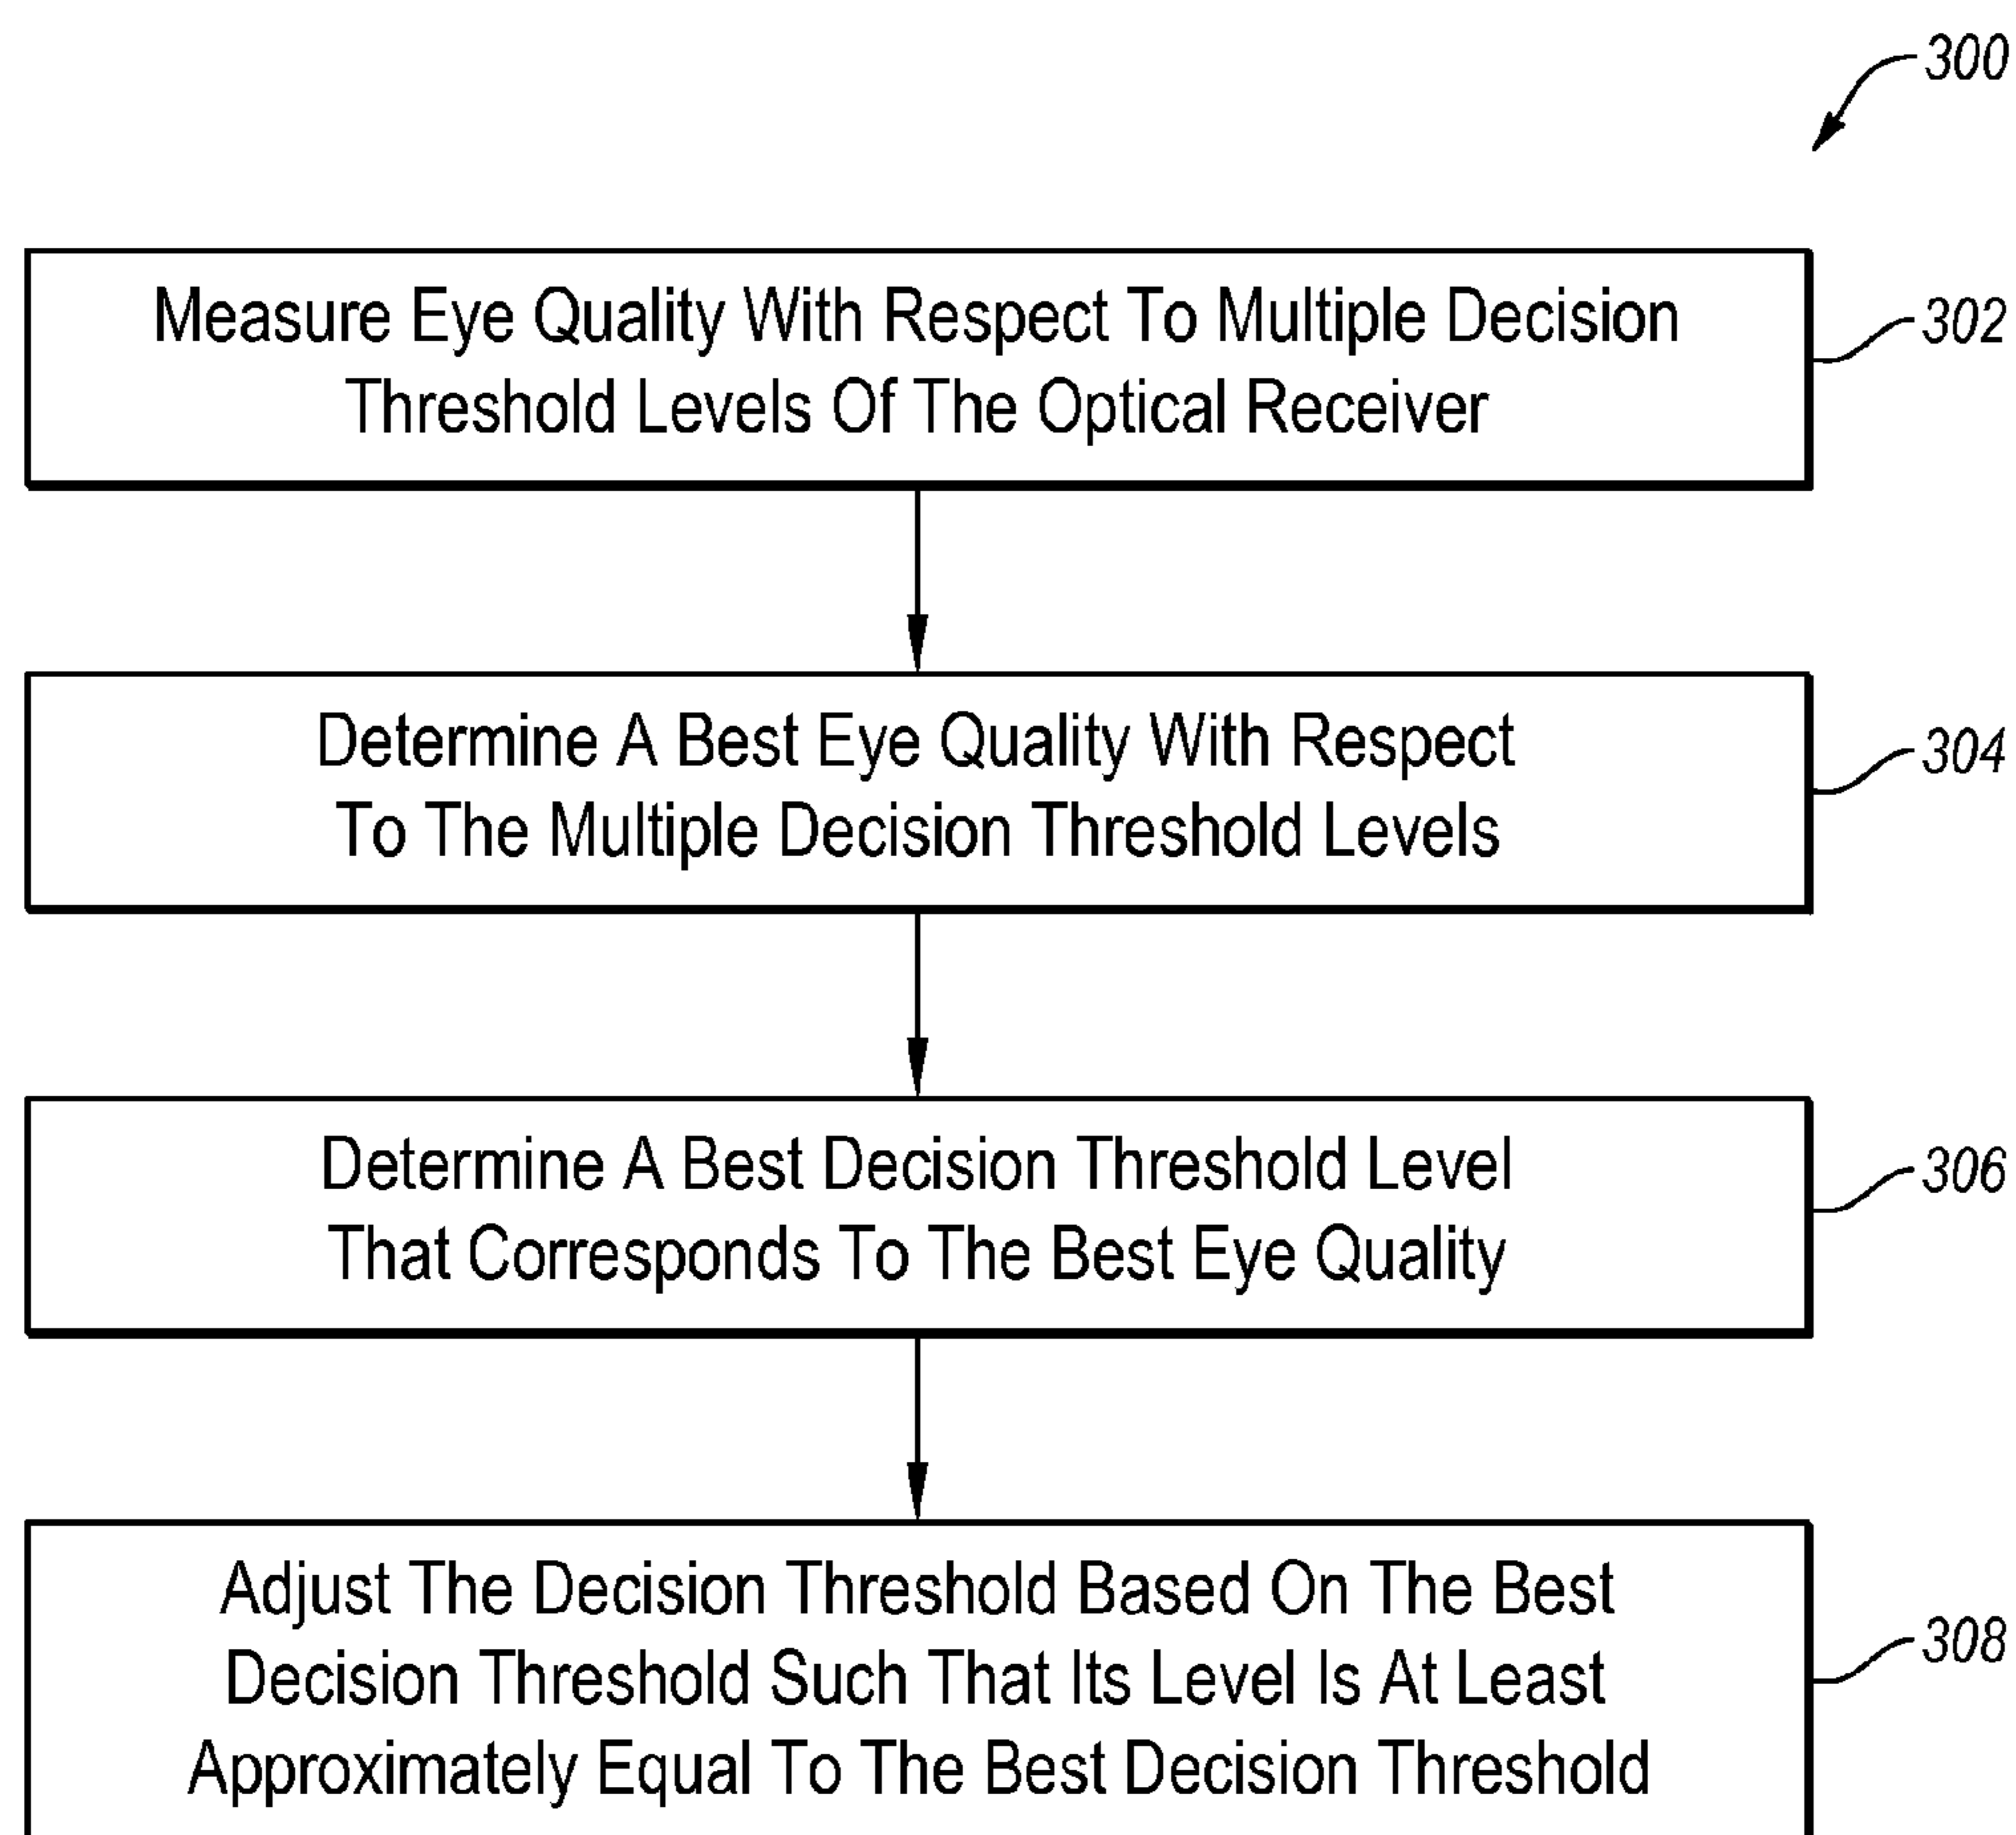 300
Measure Eye Quality With Respect To Multiple Decision
Threshold Levels Of The Optical Receiver
302
Determine A Best Eye Quality With Respect
To The Multiple Decision Threshold Levels
304
Determine A Best Decision Threshold Level
That Corresponds To The Best Eye Quality
306
Adjust The Decision Threshold Based On The Best
Decision Threshold Such That Its Level Is At Least
Approximately Equal To The Best Decision Threshold
308